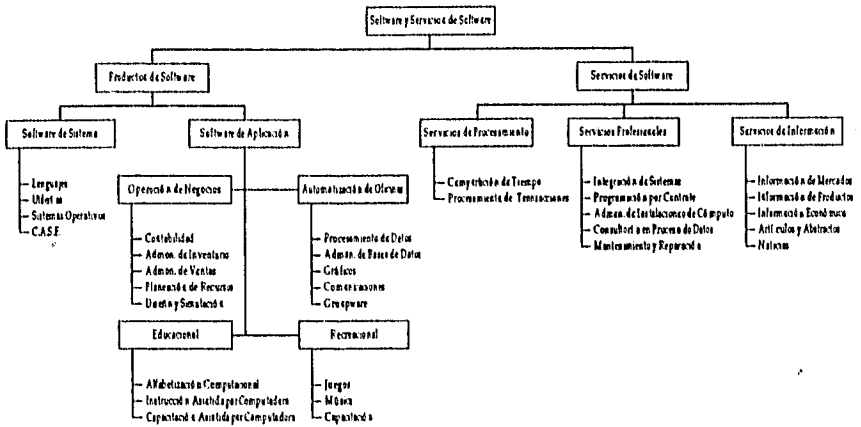 Software y Servicios de Software
Productos de Software
Servicios de Software
Software de Sistema
Software de Aplicación
Servicios de Procesamiento
Servicios Profesionales
Servicios de Información
Lenguajes
Utilerías
Sistemas Operativos
C.A.S.E.
Operación de Negocios
Automatización de Oficinas
Compartición de Tiempo
Procesamiento de Transacciones
Integración de Sistemas
Programación por Contrato
Admon. de Instalaciones de Cómputo
Consultoría en Proceso de Datos
Mantenimiento y Reparación
Información de Mercados
Información de Productos
Información Económica
Artículos y Abstractos
Noticias
Contabilidad
Admon. de Inventario
Admon. de Ventas
Planeación de Recursos
Diseño y Simulación
Procesamiento de Datos
Admon. de Bases de Datos
Gráficos
Comunicaciones
Groupware
Educacional
Recreacional
Alfabetización Computacional
Instrucción Asistida por Computadora
Capacitación Asistida por Computadora
Juegos
Música
Capacitación